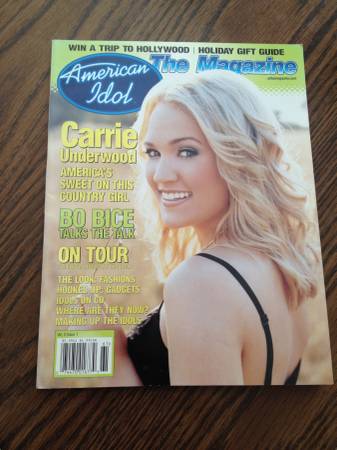 WIN A TRIP TO HOLLYWOOD | HOLIDAY GIFT GUIDE
American Idol The Magazine
Carrie
Underwood
AMERICA'S
SWEET ON THIS
COUNTRY GIRL
BO BICE
TALKS THE TALK
ON TOUR
THE LOOK: FASHIONS
HOOKED UP: GADGETS
IDOLS ON CD
WHERE ARE THEY NOW?
MAKING UP THE IDOLS